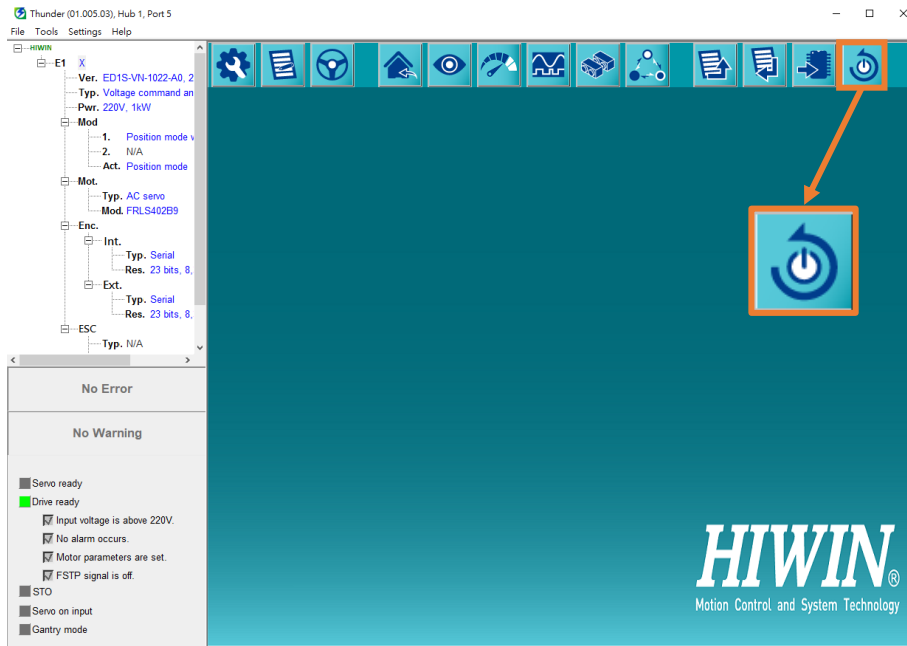 Thunder (01.005.03), Hub 1, Port 5
File Tools Settings Help
HIWIN
E1 X
Ver. ED1S-VN-1022-A0, 2
Typ. Voltage command an
Pwr. 220V, 1kW
Mod
1. Position mode v
2. N/A
Act. Position mode
Mot.
Typ. AC servo
Mod. FRLS402B9
Enc.
Int.
Typ. Serial
Res. 23 bits, 8,
Ext.
Typ. Serial
Res. 23 bits, 8,
ESC
Typ. N/A
No Error
No Warning
Servo ready
Drive ready
Input voltage is above 220V.
No alarm occurs.
Motor parameters are set.
FSTP signal is off.
STO
Servo on input
Gantry mode
HIWIN®
Motion Control and System Technology